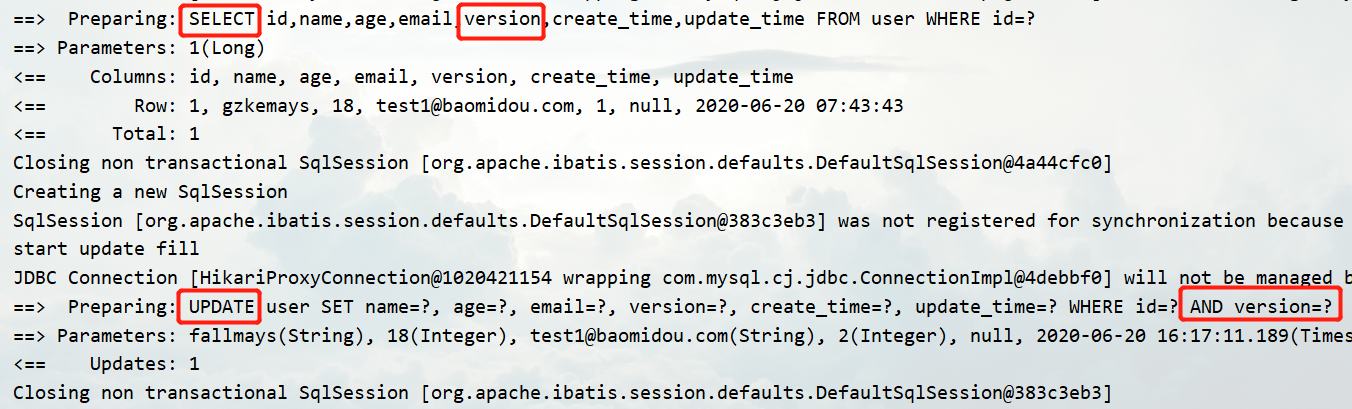 ==>  Preparing: SELECT id,name,age,email,version,create_time,update_time FROM user WHERE id=?
==> Parameters: 1(Long)
<==    Columns: id, name, age, email, version, create_time, update_time
<==        Row: 1, gzkemays, 18, test1@baomidou.com, 1, null, 2020-06-20 07:43:43
<==      Total: 1
Closing non transactional SqlSession [org.apache.ibatis.session.defaults.DefaultSqlSession@4a44cfc0]
Creating a new SqlSession
SqlSession [org.apache.ibatis.session.defaults.DefaultSqlSession@383c3eb3] was not registered for synchronization because
start update fill
JDBC Connection [HikariProxyConnection@1020421154 wrapping com.mysql.cj.jdbc.ConnectionImpl@4debbf0] will not be managed b
==>  Preparing: UPDATE user SET name=?, age=?, email=?, version=?, create_time=?, update_time=? WHERE id=? AND version=?
==> Parameters: fallmays(String), 18(Integer), test1@baomidou.com(String), 2(Integer), null, 2020-06-20 16:17:11.189(Times
<==    Updates: 1
Closing non transactional SqlSession [org.apache.ibatis.session.defaults.DefaultSqlSession@383c3eb3]